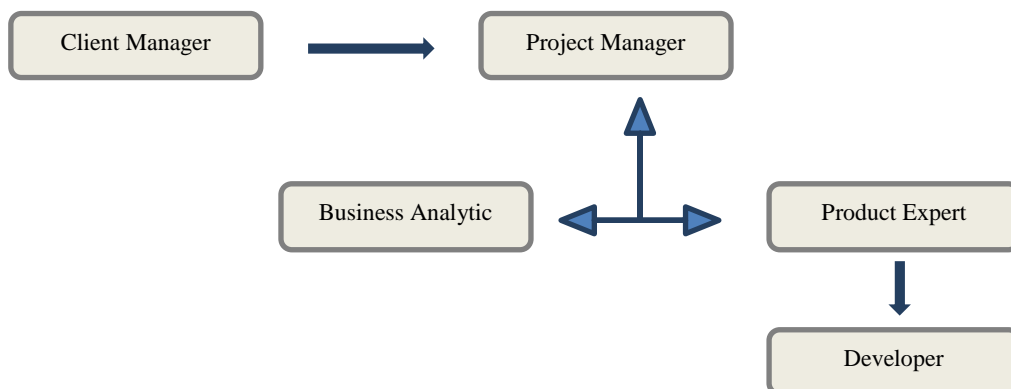 Client Manager
Project Manager
Business Analytic
Product Expert
Developer